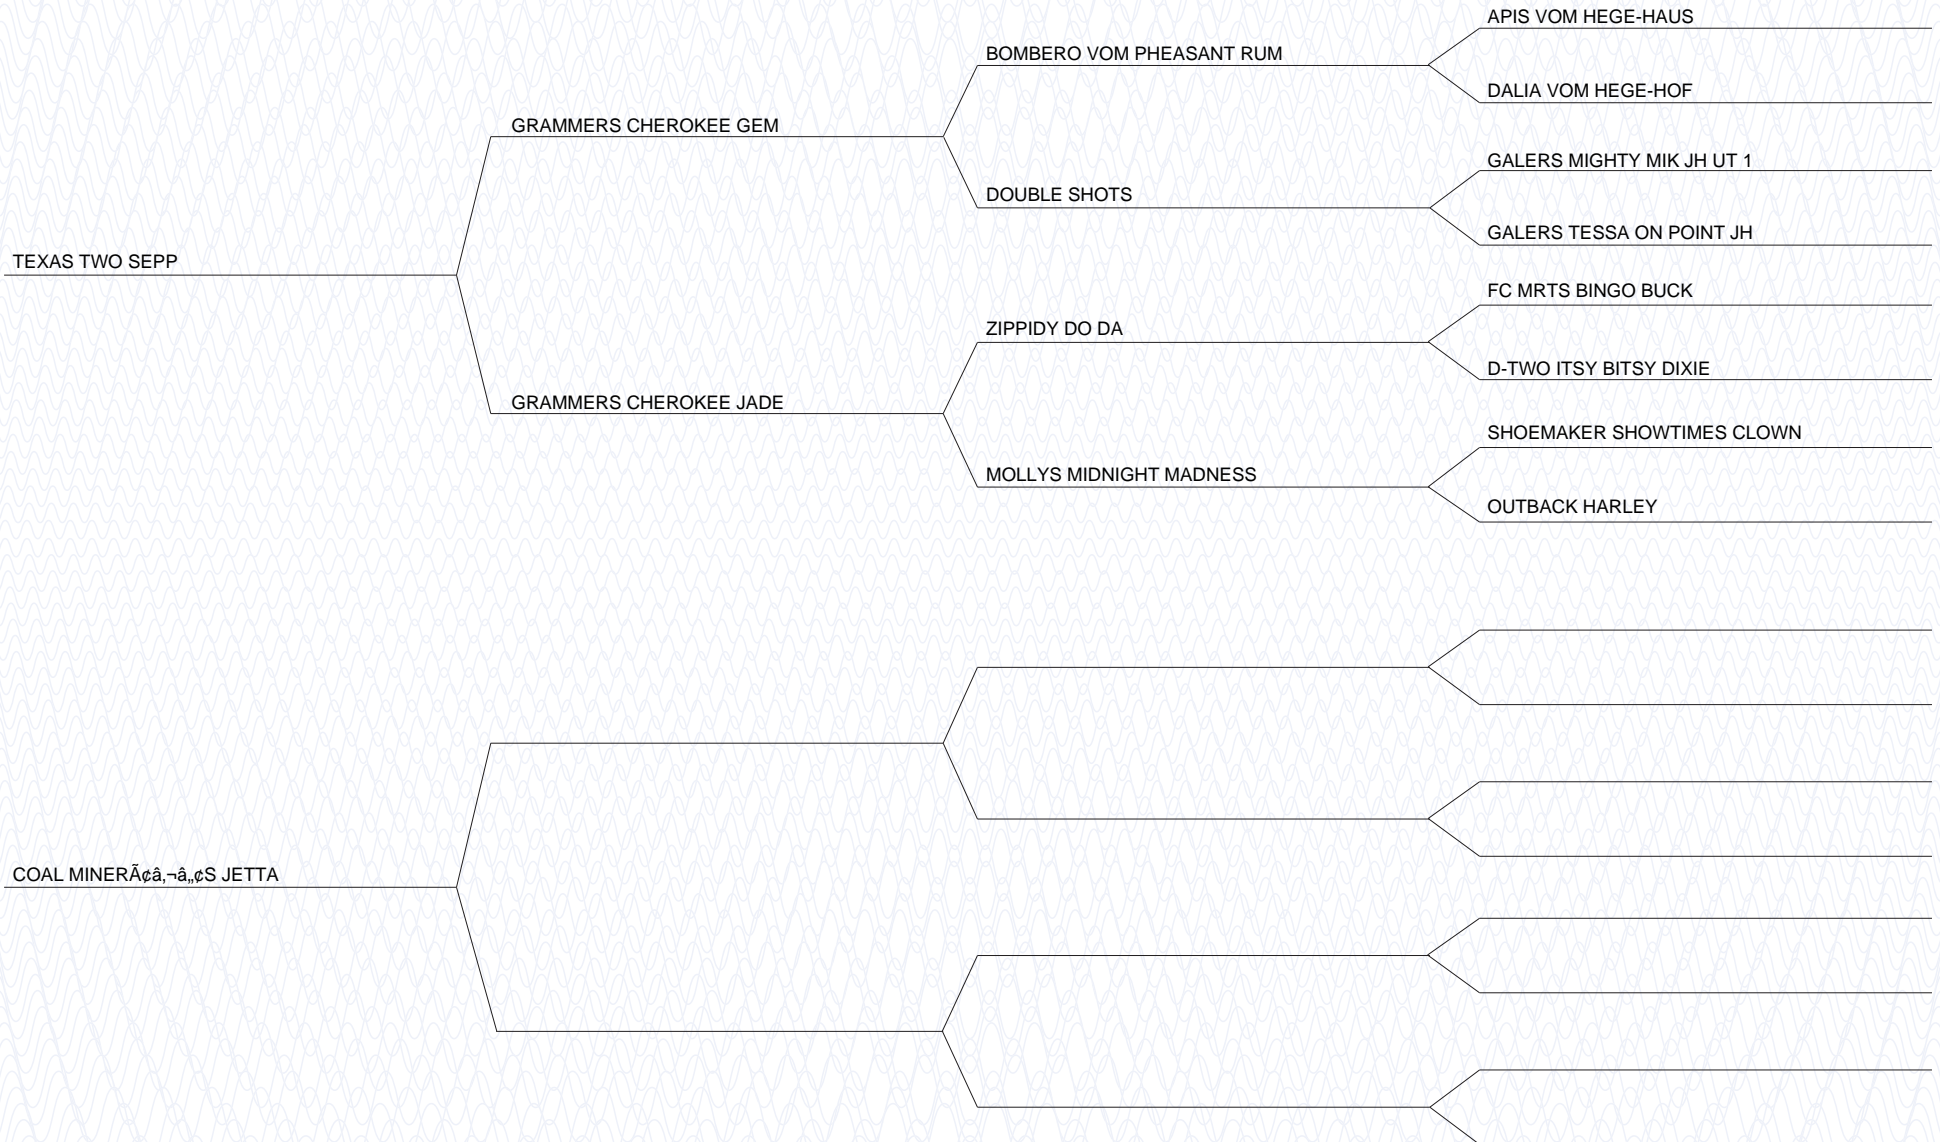 APIS VOM HEGE-HAUS
BOMBERO VOM PHEASANT RUM
DALIA VOM HEGE-HOF
GRAMMERS CHEROKEE GEM
GALERS MIGHTY MIK JH UT 1
DOUBLE SHOTS
GALERS TESSA ON POINT JH
TEXAS TWO SEPP
FC MRTS BINGO BUCK
ZIPPIDY DO DA
D-TWO ITSY BITSY DIXIE
GRAMMERS CHEROKEE JADE
SHOEMAKER SHOWTIMES CLOWN
MOLLYS MIDNIGHT MADNESS
OUTBACK HARLEY
COAL MINERÃ¢â‚¬â„¢S JETTA